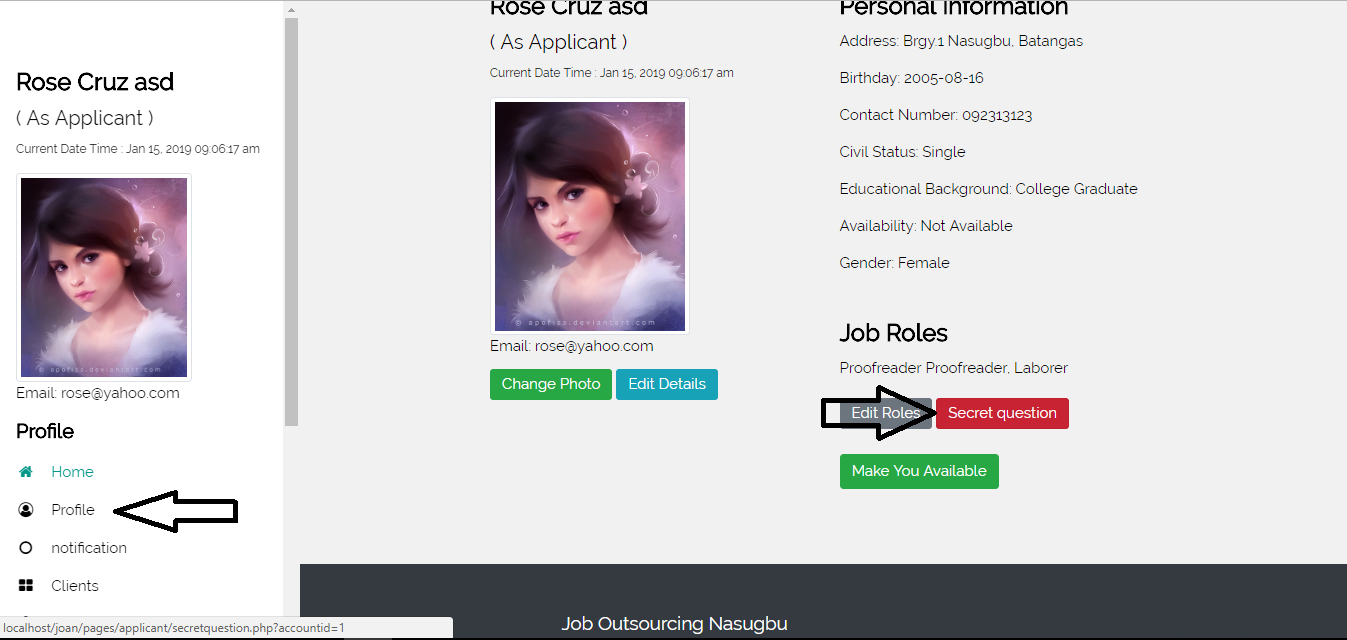 Rose Cruz asd
( As Applicant )
Current Date Time : Jan 15, 2019 09:06:17 am
© apofiss.deviantart.com
Email: rose@yahoo.com
Profile
Home
Profile
notification
Clients
localhost/joan/pages/applicant/secretquestion.php?accountid=1
Rose Cruz asd
( As Applicant )
Current Date Time : Jan 15, 2019 09:06:17 am
© apofiss.deviantart.com
Email: rose@yahoo.com
Change Photo Edit Details
Personal Information
Address: Brgy.1 Nasugbu, Batangas
Birthday: 2005-08-16
Contact Number: 092313123
Civil Status: Single
Educational Background: College Graduate
Availability: Not Available
Gender: Female
Job Roles
Proofreader Proofreader, Laborer
Edit Roles Secret question
Make You Available
Job Outsourcing Nasugbu